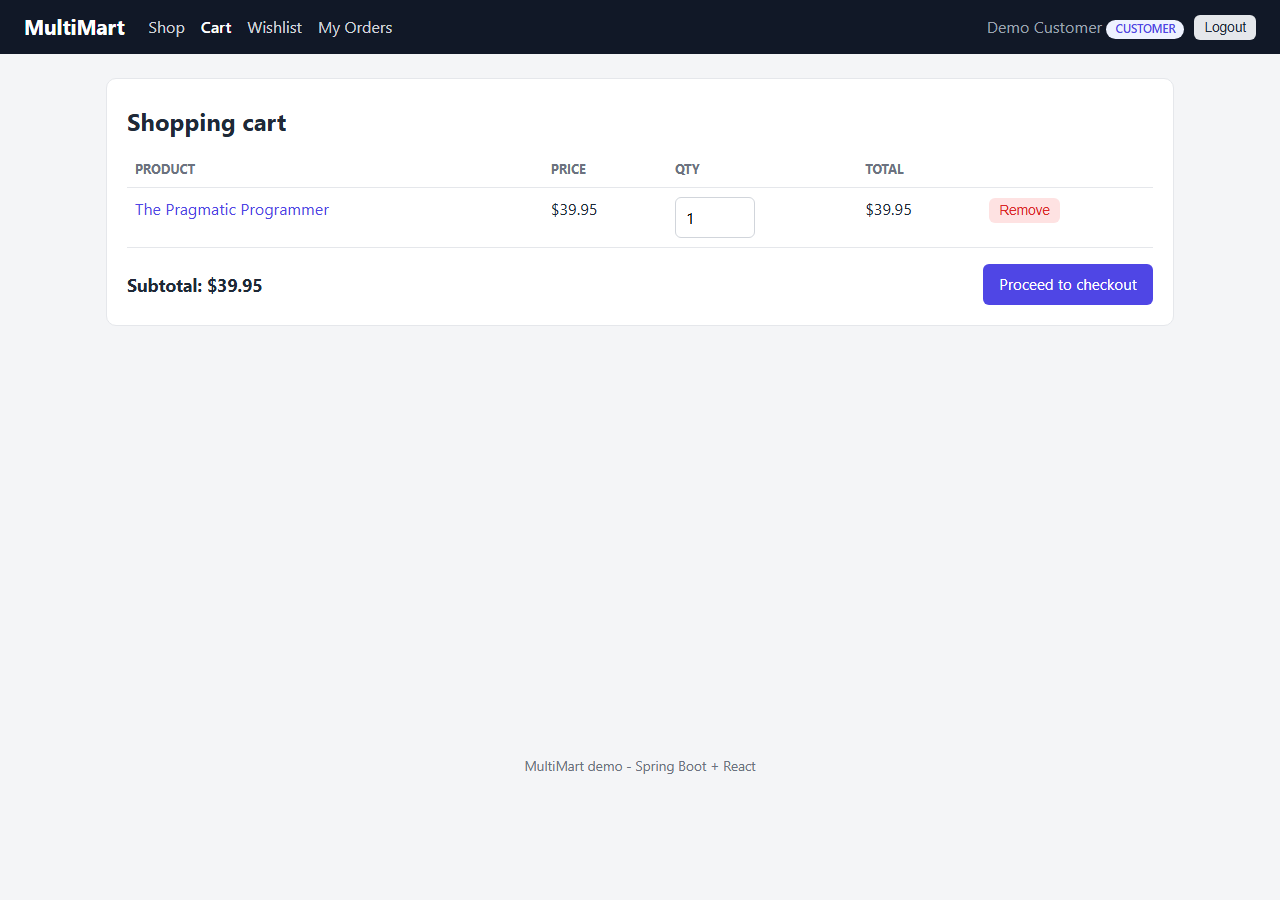 MultiMart Shop Cart Wishlist My Orders Demo Customer CUSTOMER Logout
Shopping cart
PRODUCT PRICE QTY TOTAL
The Pragmatic Programmer $39.95 1 $39.95 Remove
Subtotal: $39.95 Proceed to checkout
MultiMart demo - Spring Boot + React